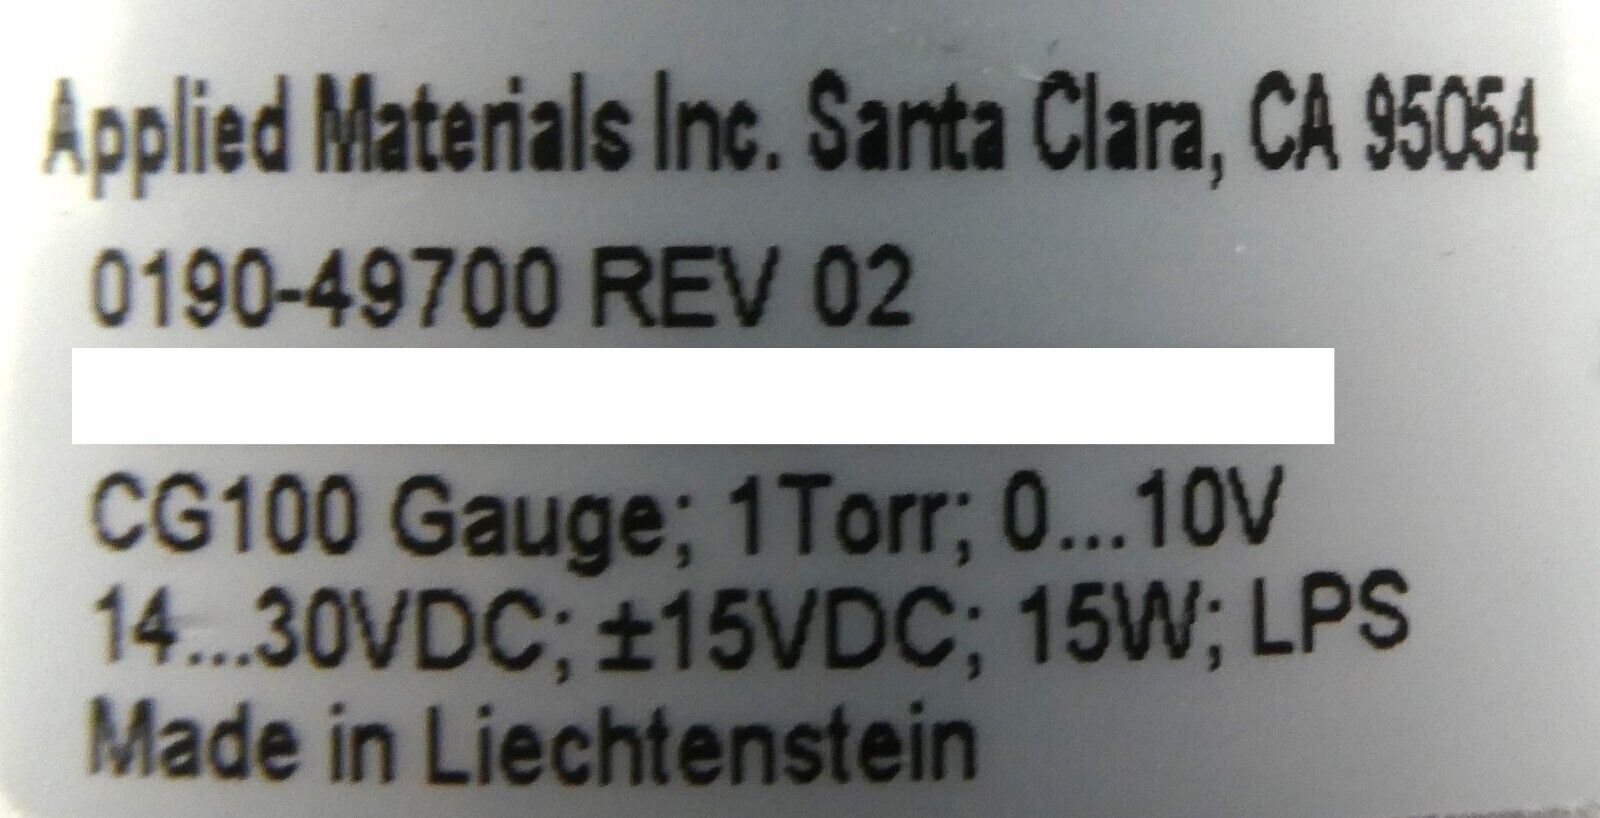 Applied Materials Inc. Santa Clara, CA 95054
0190-49700 REV 02
CG100 Gauge; 1Torr; 0...10V
14...30VDC; ±15VDC; 15W; LPS
Made in Liechtenstein